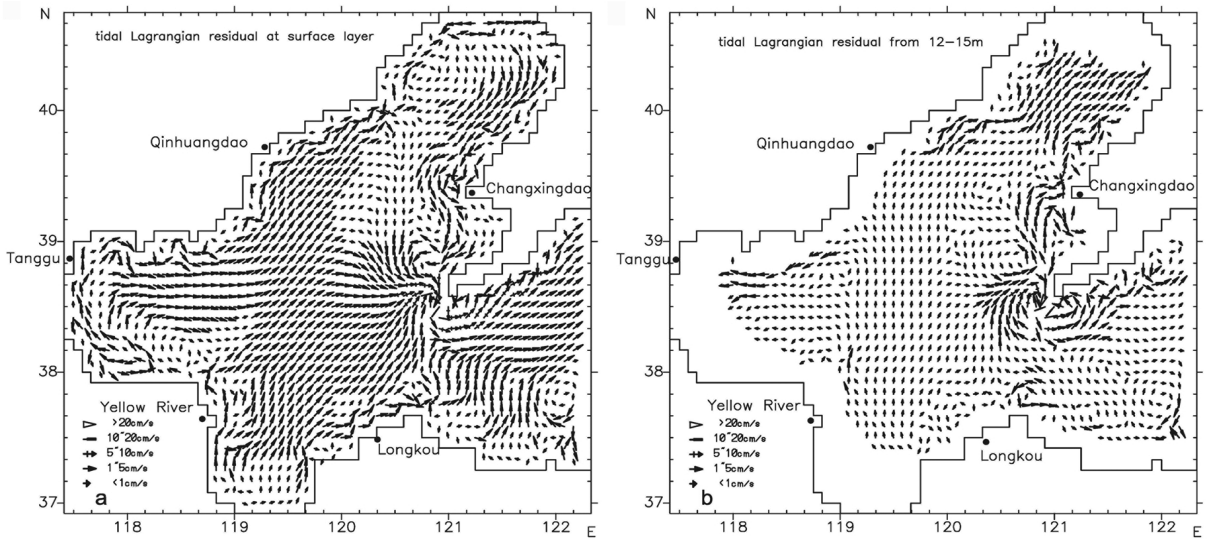 N
tidal Lagrangian residual at surface layer
40
Qinhuangdao
Changxingdao
39
Tanggu
38
Yellow River
>20cm/s
10~20cm/s
5~10cm/s
1~5cm/s
<1cm/s
Longkou
a
37
118 119 120 121 122
E
N
tidal Lagrangian residual from 12-15m
40
Qinhuangdao
Changxingdao
39
Tanggu
38
Yellow River
>20cm/s
10~20cm/s
5~10cm/s
1~5cm/s
<1cm/s
Longkou
b
37
118 119 120 121 122
E